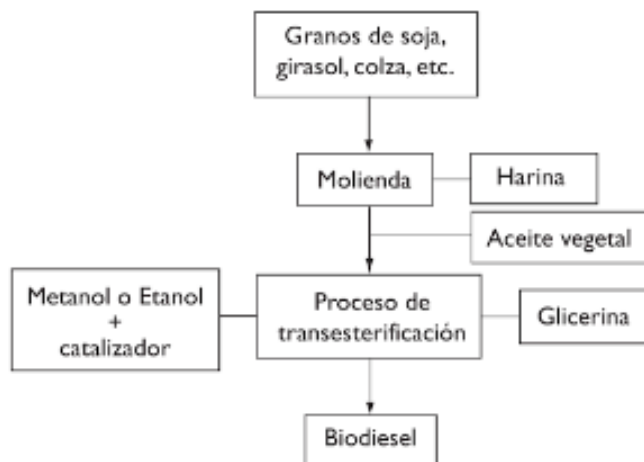 Granos de soja,
girasol, colza, etc.
Molienda
Harina
Aceite vegetal
Metanol o Etanol
+
catalizador
Proceso de
transesterificación
Glicerina
Biodiesel